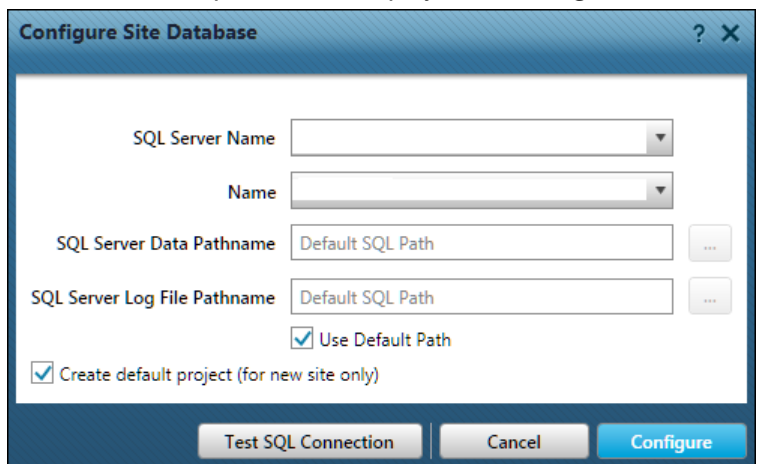 Configure Site Database ? X
SQL Server Name
Name
SQL Server Data Pathname Default SQL Path ...
SQL Server Log File Pathname Default SQL Path ...
Use Default Path
Create default project (for new site only)
Test SQL Connection Cancel Configure